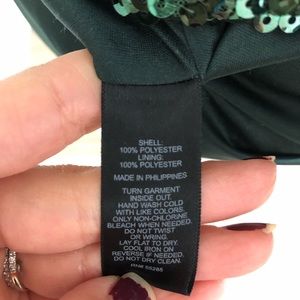 SHELL:
100% POLYESTER
LINING:
100% POLYESTER
MADE IN PHILIPPINES
TURN GARMENT
INSIDE OUT
HAND WASH COLD
WITH LIKE COLORS.
ONLY NON-CHLORINE
BLEACH WHEN NEEDED.
DO NOT TWIST
OR WRING.
LAY FLAT TO DRY.
COOL IRON ON
REVERSE IF NEEDED.
DO NOT DRY CLEAN.
RN# 55285